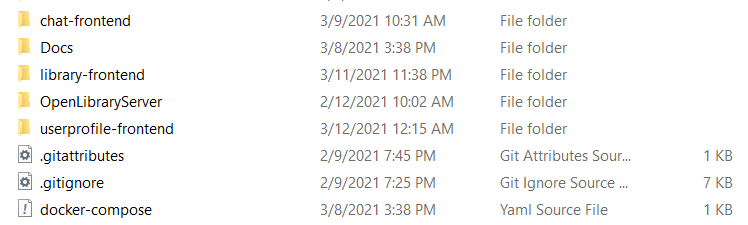 chat-frontend 3/9/2021 10:31 AM File folder
Docs 3/8/2021 3:38 PM File folder
library-frontend 3/11/2021 11:38 PM File folder
OpenLibraryServer 2/12/2021 10:02 AM File folder
userprofile-frontend 3/12/2021 12:15 AM File folder
.gitattributes 2/9/2021 7:45 PM Git Attributes Sour... 1 KB
.gitignore 2/9/2021 7:25 PM Git Ignore Source ... 7 KB
docker-compose 3/8/2021 3:38 PM Yaml Source File 1 KB